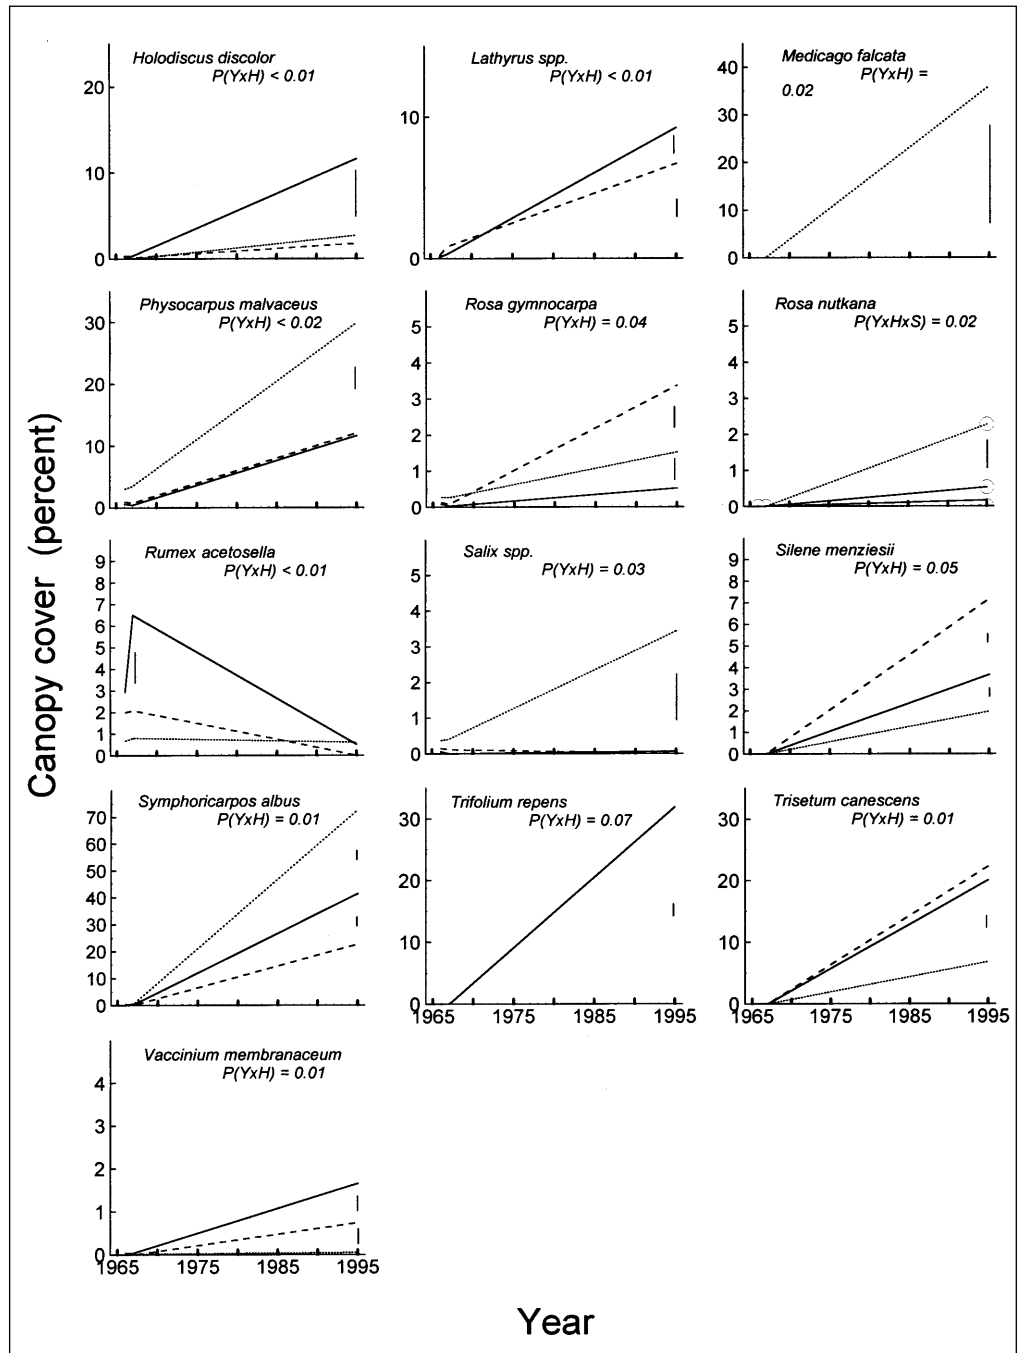 Canopy cover (percent)
Holodiscus discolor
P(YxH) < 0.01
20
10
0
Lathyrus spp.
P(YxH) < 0.01
10
0
Medicago falcata
P(YxH) =
0.02
40
30
20
10
0
Physocarpus malvaceus
P(YxH) < 0.02
30
20
10
0
Rosa gymnocarpa
P(YxH) = 0.04
5
4
3
2
1
0
Rosa nutkana
P(YxHxS) = 0.02
5
4
3
2
1
0
Rumex acetosella
P(YxH) < 0.01
9
8
7
6
5
4
3
2
1
0
Salix spp.
P(YxH) = 0.03
5
4
3
2
1
0
Silene menziesii
P(YxH) = 0.05
9
8
7
6
5
4
3
2
1
0
Symphoricarpos albus
P(YxH) = 0.01
70
60
50
40
30
20
10
0
Trifolium repens
P(YxH) = 0.07
30
20
10
0
1965 1975 1985 1995
Trisetum canescens
P(YxH) = 0.01
30
20
10
0
1965 1975 1985 1995
Vaccinium membranaceum
P(YxH) = 0.01
4
3
2
1
0
1965 1975 1985 1995
Year